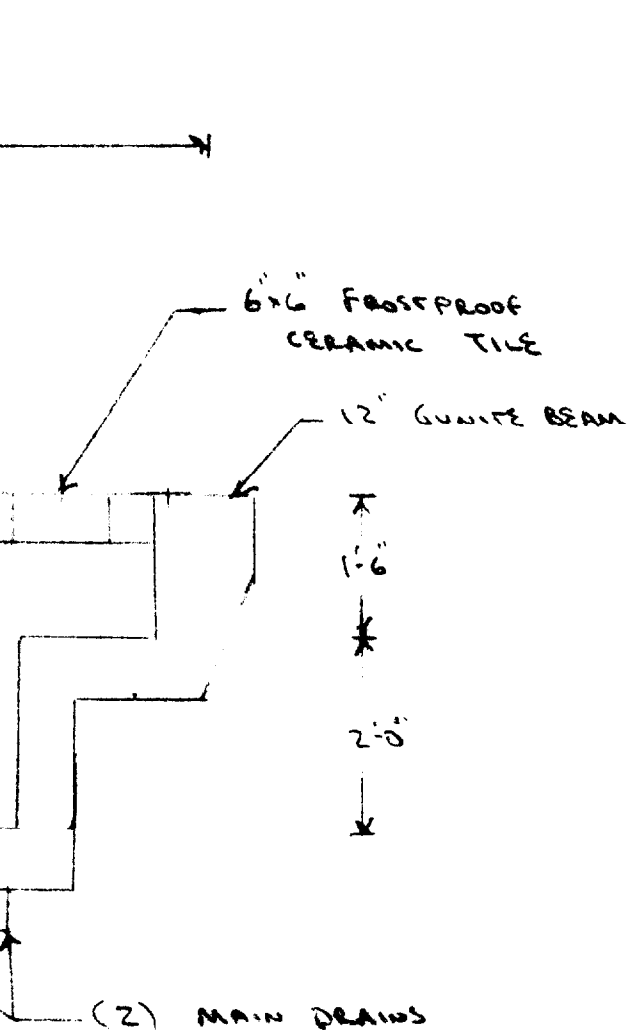 6"x6" FROSTPROOF
CERAMIC TILE
12" GUNITE BEAM
1'-6"
2'-0"
(2) MAIN DRAINS